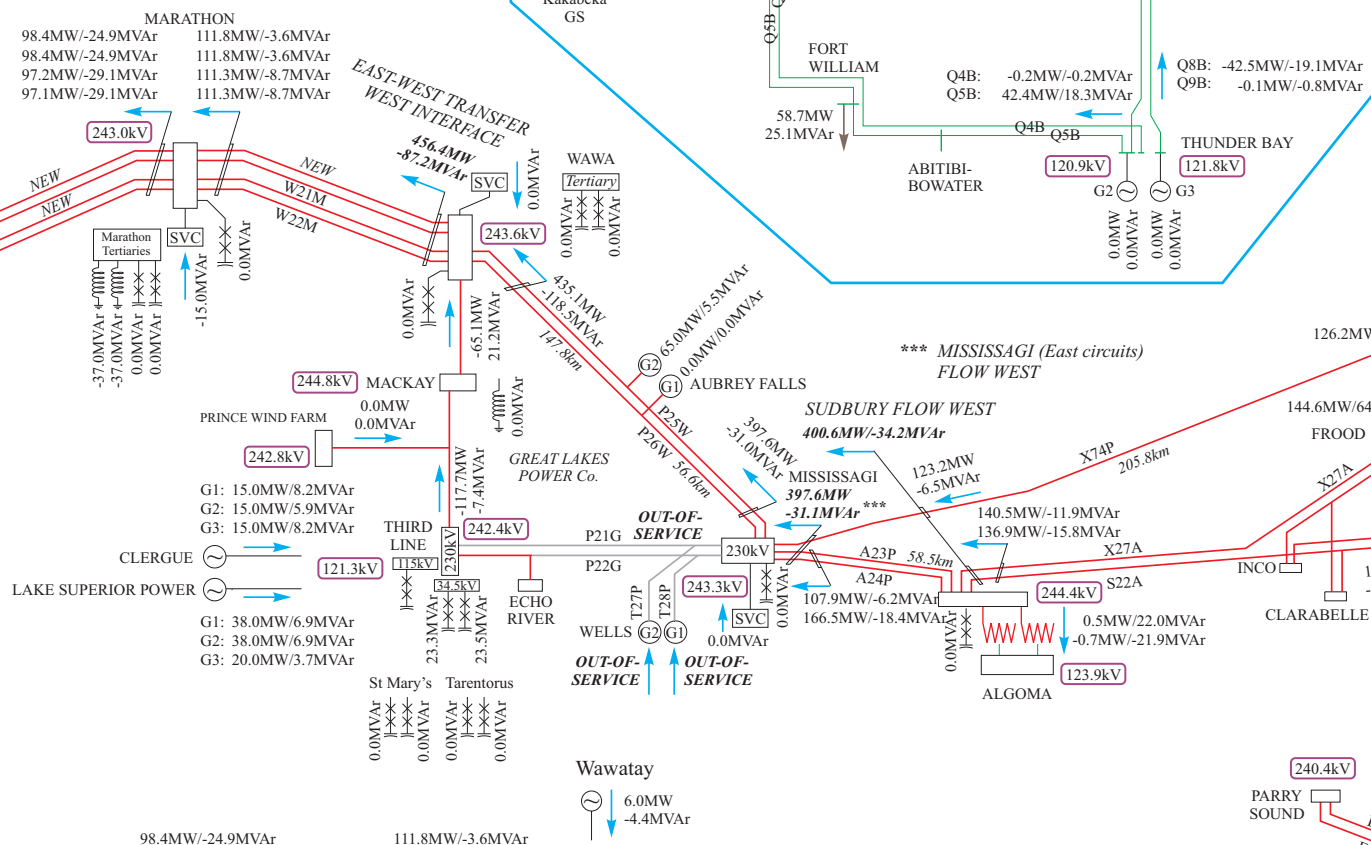 Kakabeka
GS
MARATHON
98.4MW/-24.9MVAr
98.4MW/-24.9MVAr
97.2MW/-29.1MVAr
97.1MW/-29.1MVAr
111.8MW/-3.6MVAr
111.8MW/-3.6MVAr
111.3MW/-8.7MVAr
111.3MW/-8.7MVAr
243.0kV
NEW
NEW
NEW
W21M
W22M
Marathon
Tertiaries
SVC
-37.0MVAr
-37.0MVAr
0.0MVAr
0.0MVAr
-15.0MVAr
0.0MVAr
EAST-WEST TRANSFER
WEST INTERFACE
456.4MW
-87.2MVAr
SVC
0.0MVAr
WAWA
Tertiary
0.0MVAr
0.0MVAr
243.6kV
0.0MVAr
-65.1MW
21.2MVAr
435.1MW
-118.5MVAr
147.8km
Q5B
FORT
WILLIAM
58.7MW
25.1MVAr
Q4B: -0.2MW/-0.2MVAr
Q5B: 42.4MW/18.3MVAr
Q8B: -42.5MW/-19.1MVAr
Q9B: -0.1MW/-0.8MVAr
Q4B
Q5B
ABITIBI-
BOWATER
THUNDER BAY
120.9kV
121.8kV
G2
G3
0.0MW
0.0MVAr
0.0MW
0.0MVAr
65.0MW/5.5MVAr
0.0MW/0.0MVAr
G2
G1
AUBREY FALLS
P25W
P26W
56.6km
244.8kV
MACKAY
0.0MVAr
PRINCE WIND FARM
0.0MW
0.0MVAr
242.8kV
-117.7MW
-7.4MVAr
GREAT LAKES
POWER Co.
G1: 15.0MW/8.2MVAr
G2: 15.0MW/5.9MVAr
G3: 15.0MW/8.2MVAr
CLERGUE
LAKE SUPERIOR POWER
G1: 38.0MW/6.9MVAr
G2: 38.0MW/6.9MVAr
G3: 20.0MW/3.7MVAr
THIRD
LINE
242.4kV
230kV
121.3kV
115kV
34.5kV
23.3MVAr
23.5MVAr
ECHO
RIVER
St Mary's
Tarentorus
0.0MVAr
0.0MVAr
0.0MVAr
0.0MVAr
OUT-OF-
SERVICE
P21G
P22G
T27P
T28P
WELLS
G2
G1
OUT-OF-
SERVICE
OUT-OF-
SERVICE
*** MISSISSAGI (East circuits)
FLOW WEST
SUDBURY FLOW WEST
400.6MW/-34.2MVAr
397.6MW
-31.0MVAr
MISSISSAGI
397.6MW
-31.1MVAr
***
230kV
243.3kV
SVC
0.0MVAr
0.0MVAr
123.2MW
-6.5MVAr
X74P
205.8km
126.2MW
144.6MW/64
FROOD
140.5MW/-11.9MVAr
136.9MW/-15.8MVAr
A23P
58.5km
A24P
107.9MW/-6.2MVAr
166.5MW/-18.4MVAr
X27A
X27A
S22A
INCO
CLARABELLE
244.4kV
0.0MVAr
0.5MW/22.0MVAr
-0.7MW/-21.9MVAr
123.9kV
ALGOMA
Wawatay
6.0MW
-4.4MVAr
98.4MW/-24.9MVAr
111.8MW/-3.6MVAr
240.4kV
PARRY
SOUND